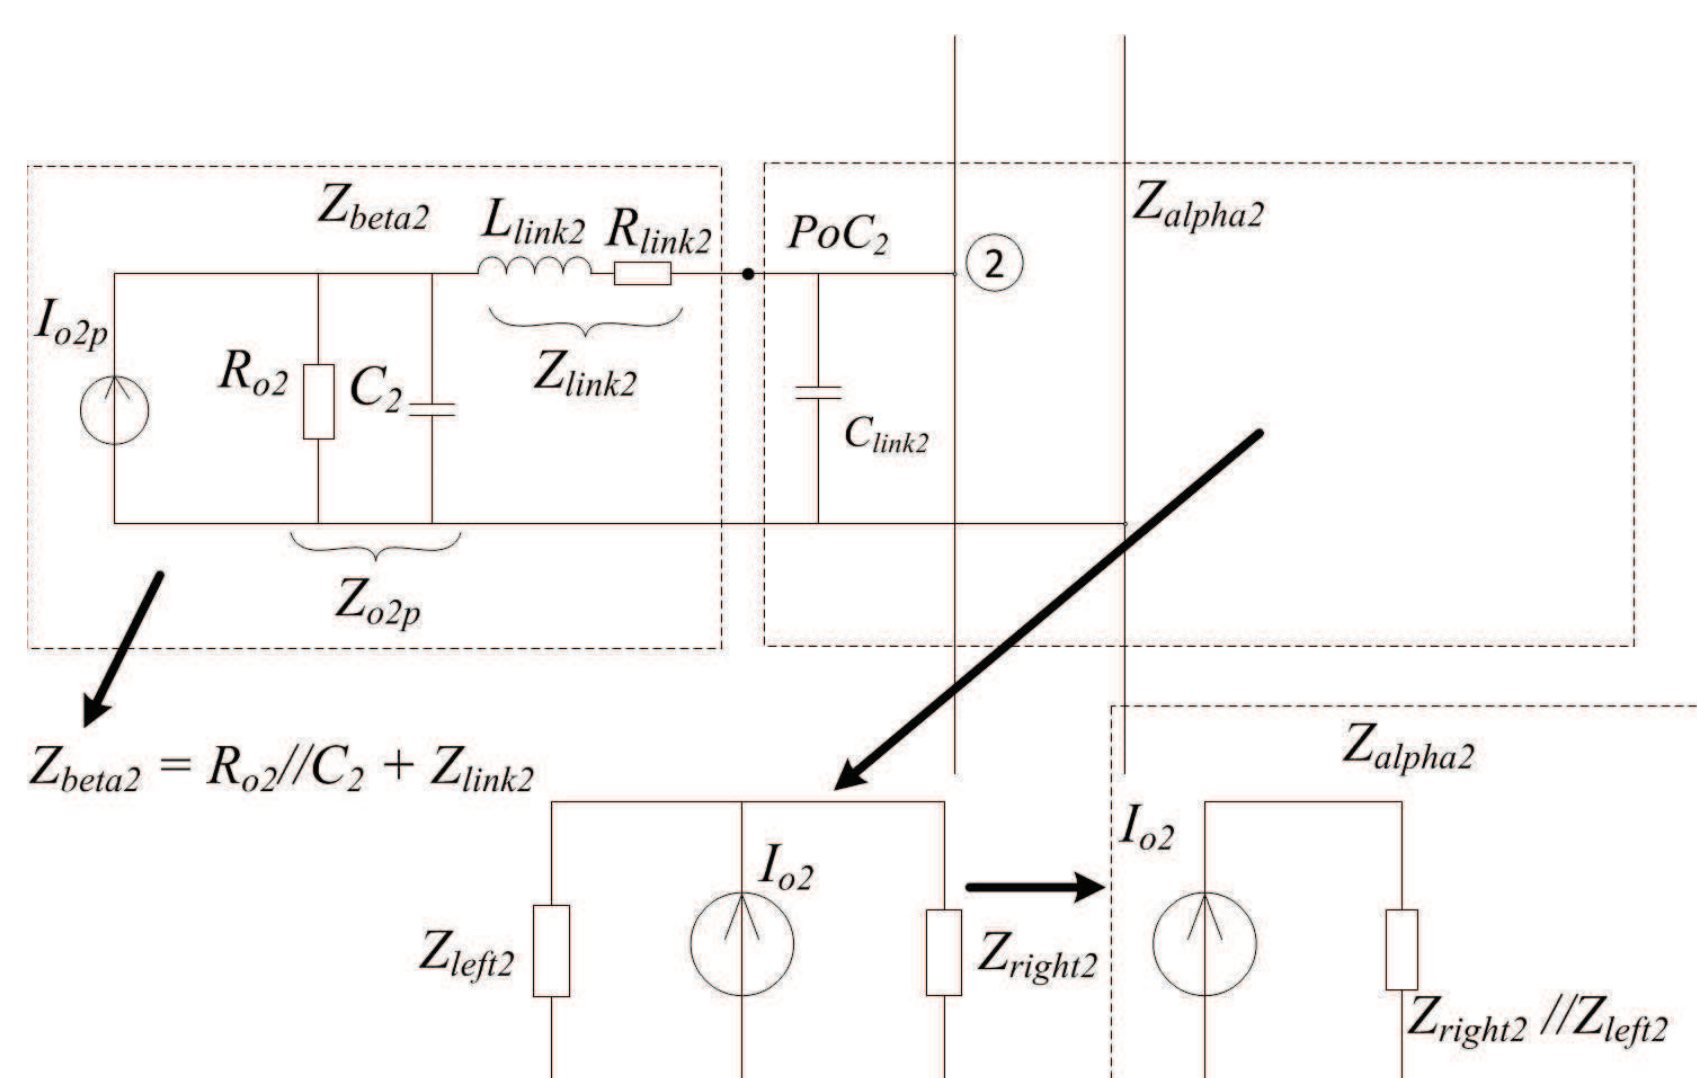 Z_beta2
L_link2 R_link2
PoC_2
Z_alpha2
2
I_o2p
R_o2
C_2
Z_link2
C_link2
Z_o2p
Z_beta2 = R_o2//C_2 + Z_link2
Z_alpha2
I_o2
I_o2
Z_left2
Z_right2
Z_right2 //Z_left2